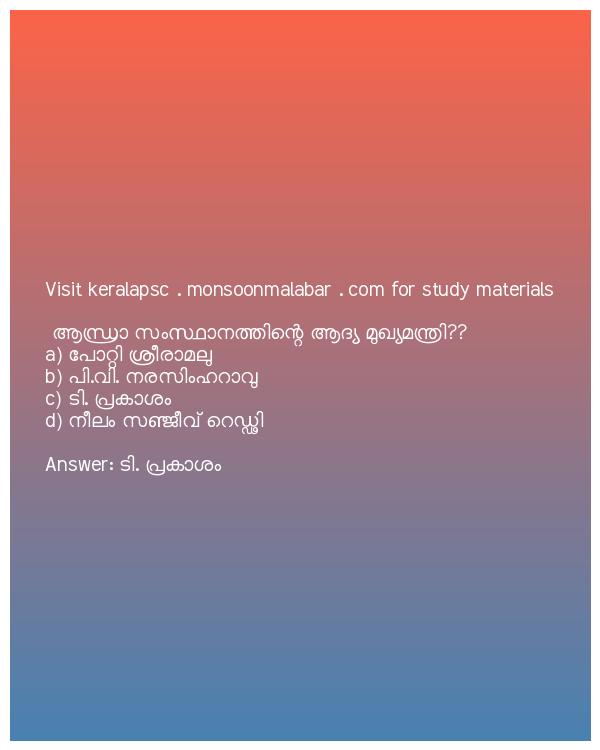 Visit keralapsc . monsoonmalabar . com for study materials
ആന്ധ്രാ സംസ്ഥാനത്തിന്റെ ആദ്യ മുഖ്യമന്ത്രി??
a) പോറ്റി ശ്രീരാമലു
b) പി.വി. നരസിംഹറാവു
c) ടി. പ്രകാശം
d) നീലം സഞ്ജീവ് റെഡ്ഢി
Answer: ടി. പ്രകാശം